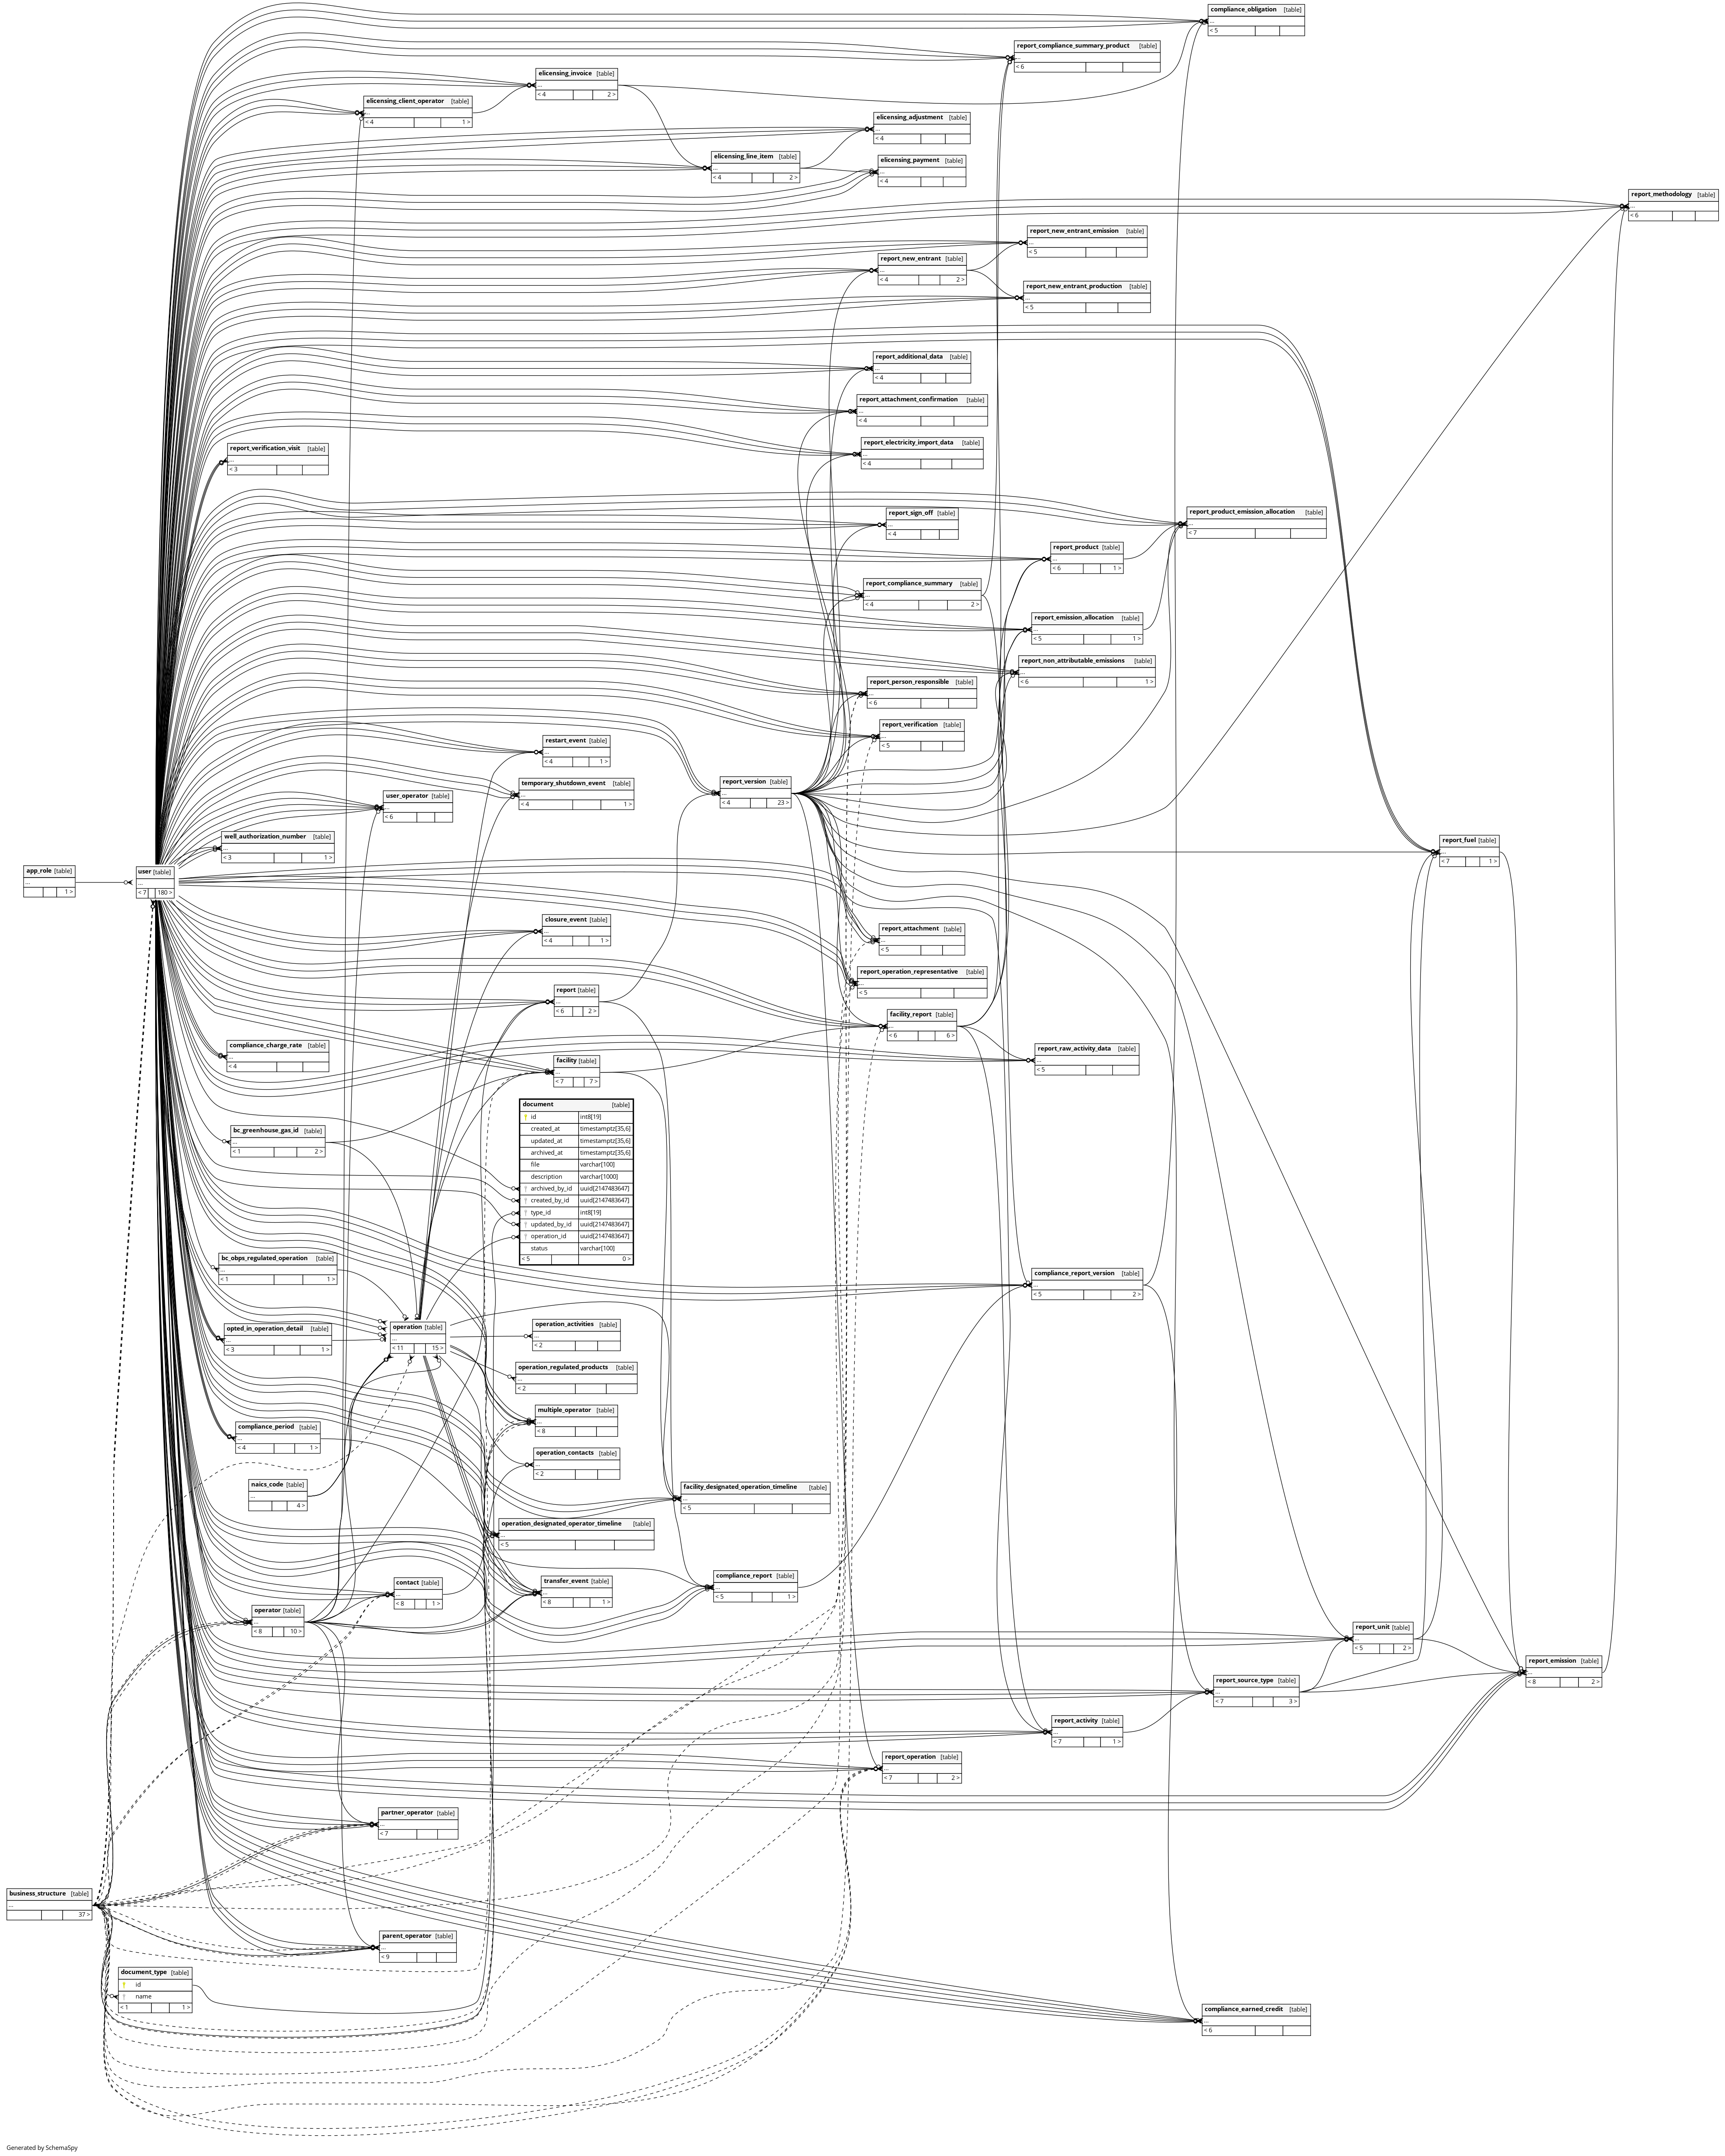 compliance_obligation [table]
...
< 5
report_compliance_summary_product [table]
...
< 6
elicensing_invoice [table]
...
< 4 2 >
elicensing_client_operator [table]
...
< 4 1 >
elicensing_adjustment [table]
...
< 4
elicensing_line_item [table]
...
< 4 2 >
elicensing_payment [table]
...
< 4
report_methodology [table]
...
< 6
report_new_entrant_emission [table]
...
< 5
report_new_entrant [table]
...
< 4 2 >
report_new_entrant_production [table]
...
< 5
report_additional_data [table]
...
< 4
report_attachment_confirmation [table]
...
< 4
report_electricity_import_data [table]
...
< 4
report_verification_visit [table]
...
< 3
report_sign_off [table]
...
< 4
report_product_emission_allocation [table]
...
< 7
report_product [table]
...
< 6 1 >
report_compliance_summary [table]
...
< 4 2 >
report_emission_allocation [table]
...
< 5 1 >
report_non_attributable_emissions [table]
...
< 6 1 >
report_person_responsible [table]
...
< 6
report_verification [table]
...
< 5
restart_event [table]
...
< 4 1 >
temporary_shutdown_event [table]
...
< 4 1 >
report_version [table]
...
< 4 23 >
user_operator [table]
...
< 6
well_authorization_number [table]
...
< 3 1 >
report_fuel [table]
...
< 7 1 >
app_role [table]
...
1 >
user [table]
...
< 7 180 >
closure_event [table]
...
< 4 1 >
report_attachment [table]
...
< 5
report_operation_representative [table]
...
< 5
report [table]
...
< 6 2 >
facility_report [table]
...
< 6 6 >
compliance_charge_rate [table]
...
< 4
report_raw_activity_data [table]
...
< 5
facility [table]
...
< 7 7 >
document [table]
id int8[19]
created_at timestamptz[35,6]
updated_at timestamptz[35,6]
archived_at timestamptz[35,6]
file varchar[100]
description varchar[1000]
archived_by_id uuid[2147483647]
created_by_id uuid[2147483647]
type_id int8[19]
updated_by_id uuid[2147483647]
operation_id uuid[2147483647]
status varchar[100]
< 5 0 >
bc_greenhouse_gas_id [table]
...
< 1 2 >
bc_obps_regulated_operation [table]
...
< 1 1 >
compliance_report_version [table]
...
< 5 2 >
opted_in_operation_detail [table]
...
< 3 1 >
operation [table]
...
< 11 15 >
operation_activities [table]
...
< 2
operation_regulated_products [table]
...
< 2
multiple_operator [table]
...
< 8
compliance_period [table]
...
< 4 1 >
operation_contacts [table]
...
< 2
naics_code [table]
...
4 >
facility_designated_operation_timeline [table]
...
< 5
operation_designated_operator_timeline [table]
...
< 5
compliance_report [table]
...
< 5 1 >
contact [table]
...
< 8 1 >
transfer_event [table]
...
< 8 1 >
operator [table]
...
< 8 10 >
report_unit [table]
...
< 5 2 >
report_emission [table]
...
< 8 2 >
report_source_type [table]
...
< 7 3 >
report_activity [table]
...
< 7 1 >
report_operation [table]
...
< 7 2 >
partner_operator [table]
...
< 7
business_structure [table]
...
37 >
parent_operator [table]
...
< 9
document_type [table]
id
name
< 1 1 >
compliance_earned_credit [table]
...
< 6
Generated by SchemaSpy